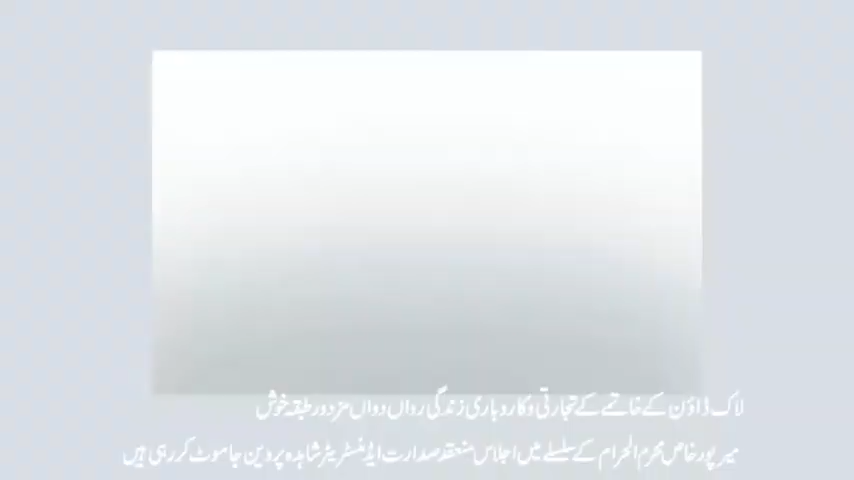 لاک ڈاؤن کے خاتمے کے تجارتی وکاروباری زندگی رواں دواں مزدور طبقہ خوش
میرپورخاص محرم الحرام کے سلسلے میں اجلاس منعقد صدارت ایڈمنسٹریٹر شاہدہ پروین جاموٹ کررہی ہیں